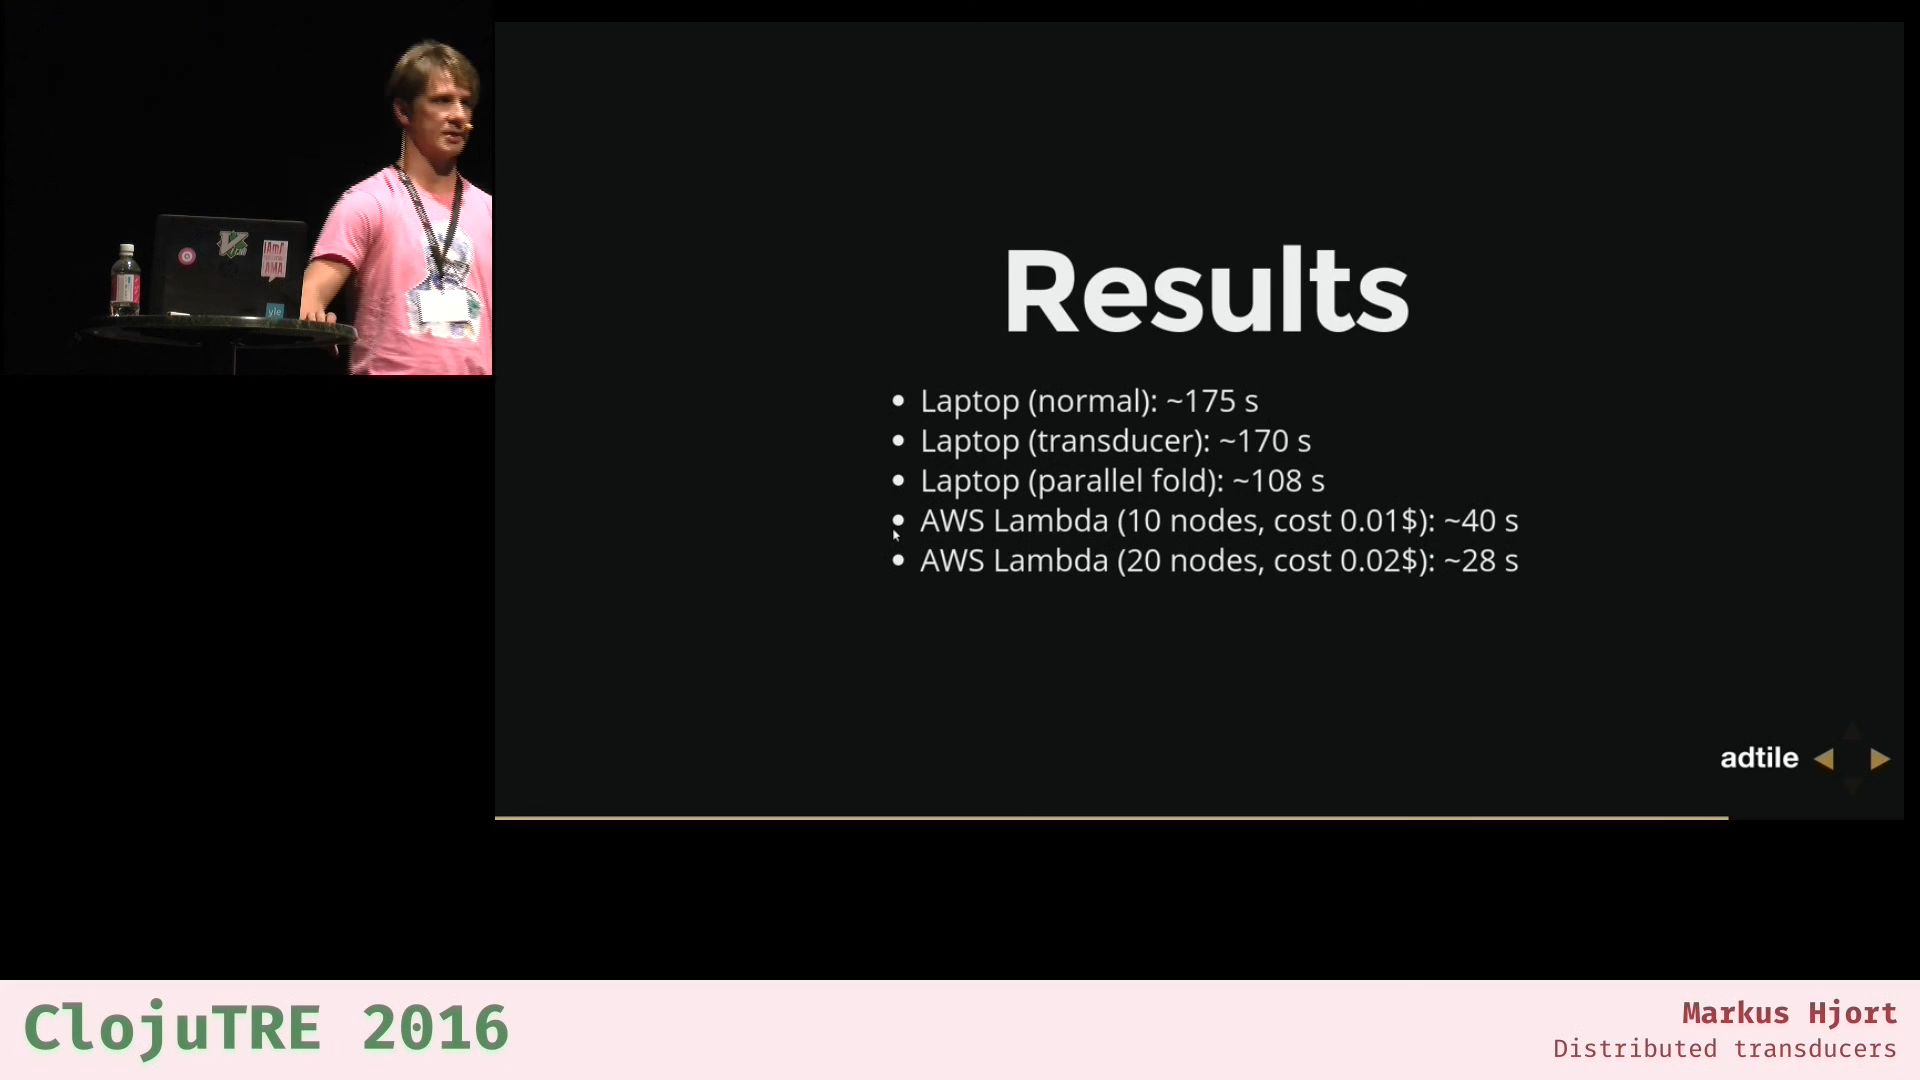 Results
Laptop (normal): ~175 s
Laptop (transducer): ~170 s
Laptop (parallel fold): ~108 s
AWS Lambda (10 nodes, cost 0.01$): ~40 s
AWS Lambda (20 nodes, cost 0.02$): ~28 s
adtile
yle
ClojuTRE 2016
Markus Hjort
Distributed transducers